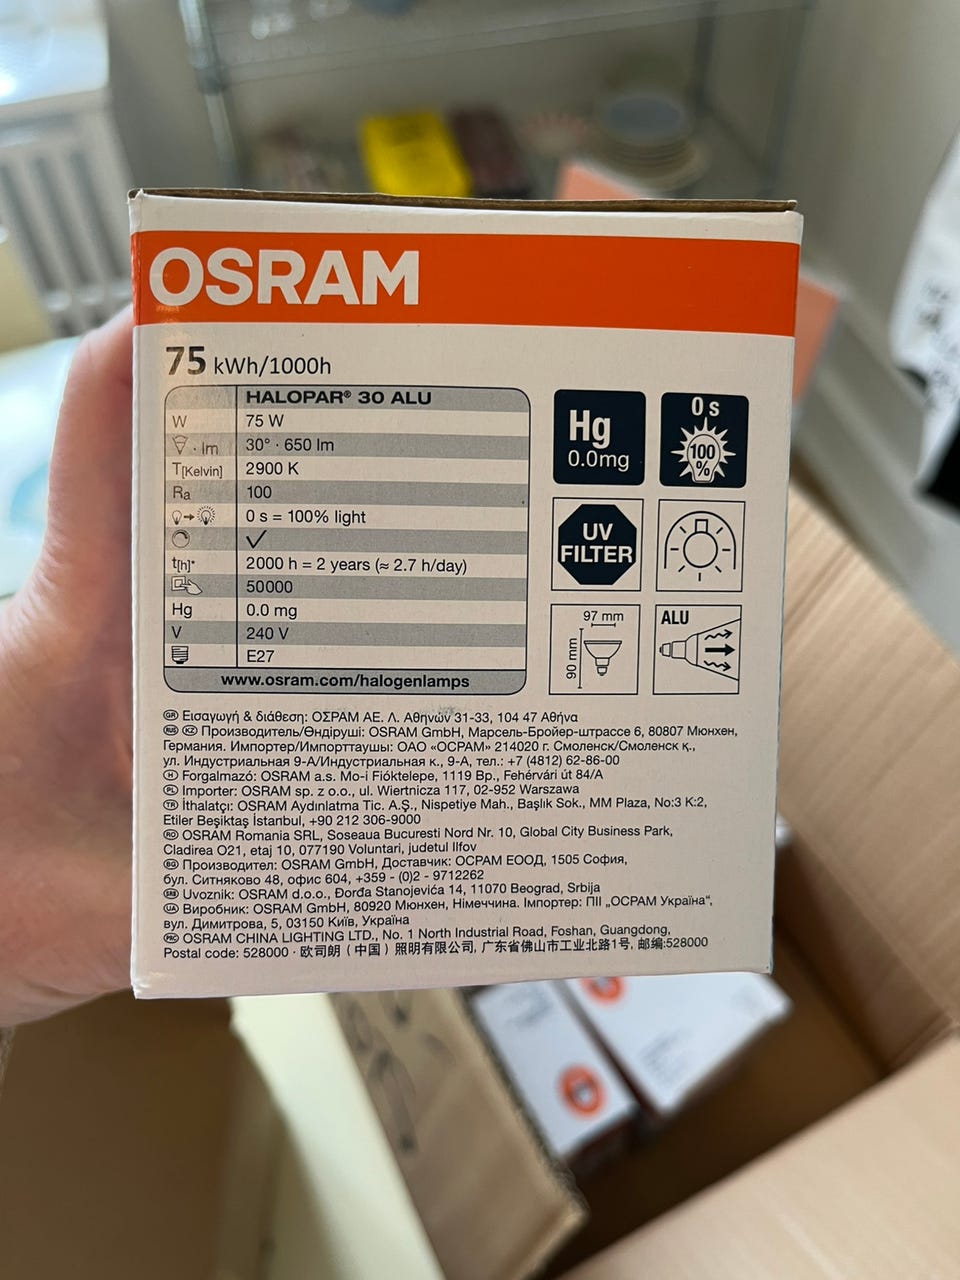 OSRAM
75 kWh/1000h
HALOPAR® 30 ALU
W 75 W
· lm 30° · 650 lm
T[Kelvin] 2900 K
Ra 100
0 s = 100% light
t[h]* 2000 h = 2 years (≈ 2.7 h/day)
50000
Hg 0.0 mg
V 240 V
E27
www.osram.com/halogenlamps
Hg
0.0mg
0 s
100
%
UV
FILTER
97 mm
90 mm
ALU
GR Εισαγωγή & διάθεση: ΟΣΡΑΜ ΑΕ. Λ. Αθηνών 31-33, 104 47 Αθήνα
RUS KZ Производитель/Өндіруші: OSRAM GmbH, Марсель-Бройер-штрассе 6, 80807 Мюнхен,
Германия. Импортер/Импорттаушы: ОАО «ОСРАМ» 214020 г. Смоленск/Смоленск қ.,
ул. Индустриальная 9-А/Индустриальная к., 9-А, тел.: +7 (4812) 62-86-00
H Forgalmazó: OSRAM a.s. Mo-i Fióktelepe, 1119 Bp., Fehérvári út 84/A
PL Importer: OSRAM sp. z o.o., ul. Wiertnicza 117, 02-952 Warszawa
TR İthalatçı: OSRAM Aydınlatma Tic. A.Ş., Nispetiye Mah., Başlık Sok., MM Plaza, No:3 K:2,
Etiler Beşiktaş İstanbul, +90 212 306-9000
RO OSRAM Romania SRL, Soseaua Bucuresti Nord Nr. 10, Global City Business Park,
Cladirea O21, etaj 10, 077190 Voluntari, judetul Ilfov
BG Производител: OSRAM GmbH, Доставчик: ОСРАМ ЕООД, 1505 София,
бул. Ситняково 48, офис 604, +359 - (0)2 - 9712262
SRB Uvoznik: OSRAM d.o.o., Đorđa Stanojevića 14, 11070 Beograd, Srbija
UA Виробник: OSRAM GmbH, 80920 Мюнхен, Німеччина. Імпортер: ПІІ „ОСРАМ Україна“,
вул. Димитрова, 5, 03150 Київ, Україна
PRC OSRAM CHINA LIGHTING LTD., No. 1 North Industrial Road, Foshan, Guangdong,
Postal code: 528000 · 欧司朗（中国）照明有限公司, 广东省佛山市工业北路1号, 邮编:528000